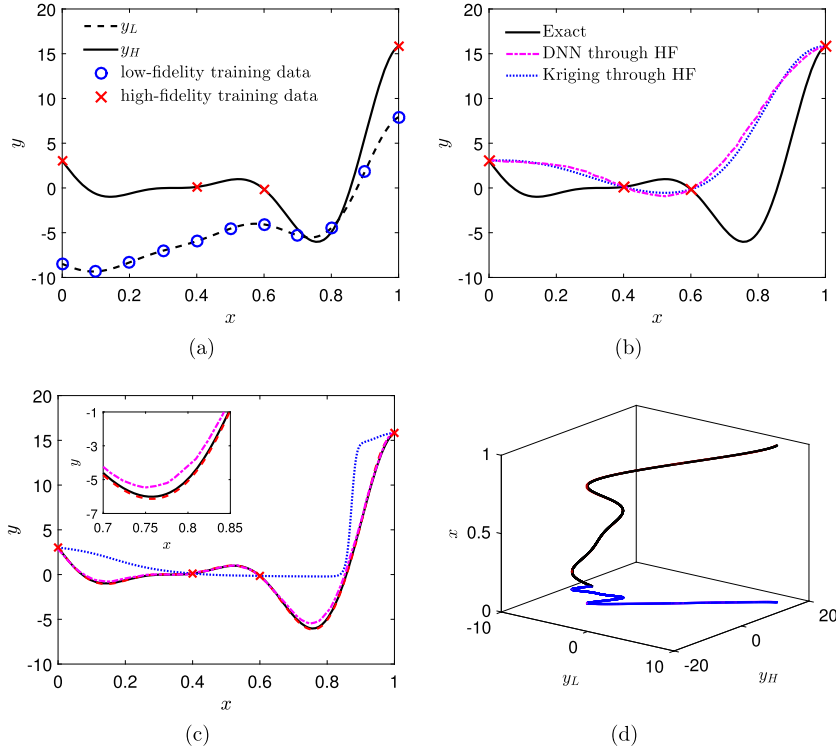 20
15
10
5
0
-5
-10
y
0 0.2 0.4 0.6 0.8 1
x
y_L
y_H
low-fidelity training data
high-fidelity training data
(a)
20
15
10
5
0
-5
-10
y
0 0.2 0.4 0.6 0.8 1
x
Exact
DNN through HF
Kriging through HF
(b)
20
15
10
5
0
-5
-10
y
0 0.2 0.4 0.6 0.8 1
x
-1
-3
-5
-7
y
0.7 0.75 0.8 0.85
x
(c)
1
0.5
0
x
-10
0
10
y_L
-20
0
20
y_H
(d)